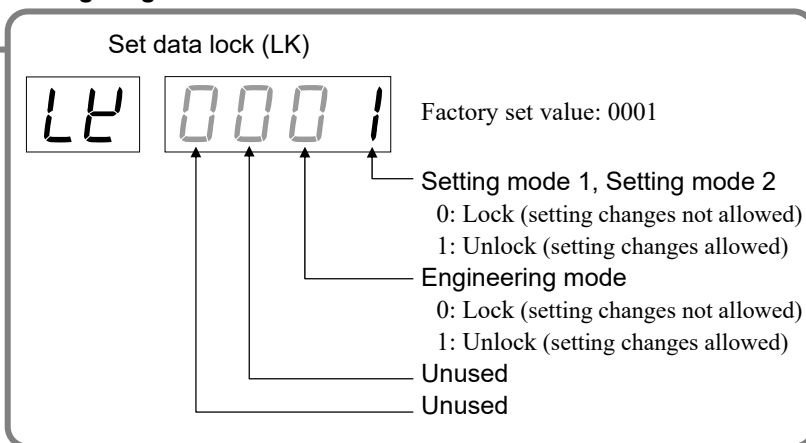 Set data lock (LK)
LK 0001
Factory set value: 0001
Setting mode 1, Setting mode 2
0: Lock (setting changes not allowed)
1: Unlock (setting changes allowed)
Engineering mode
0: Lock (setting changes not allowed)
1: Unlock (setting changes allowed)
Unused
Unused